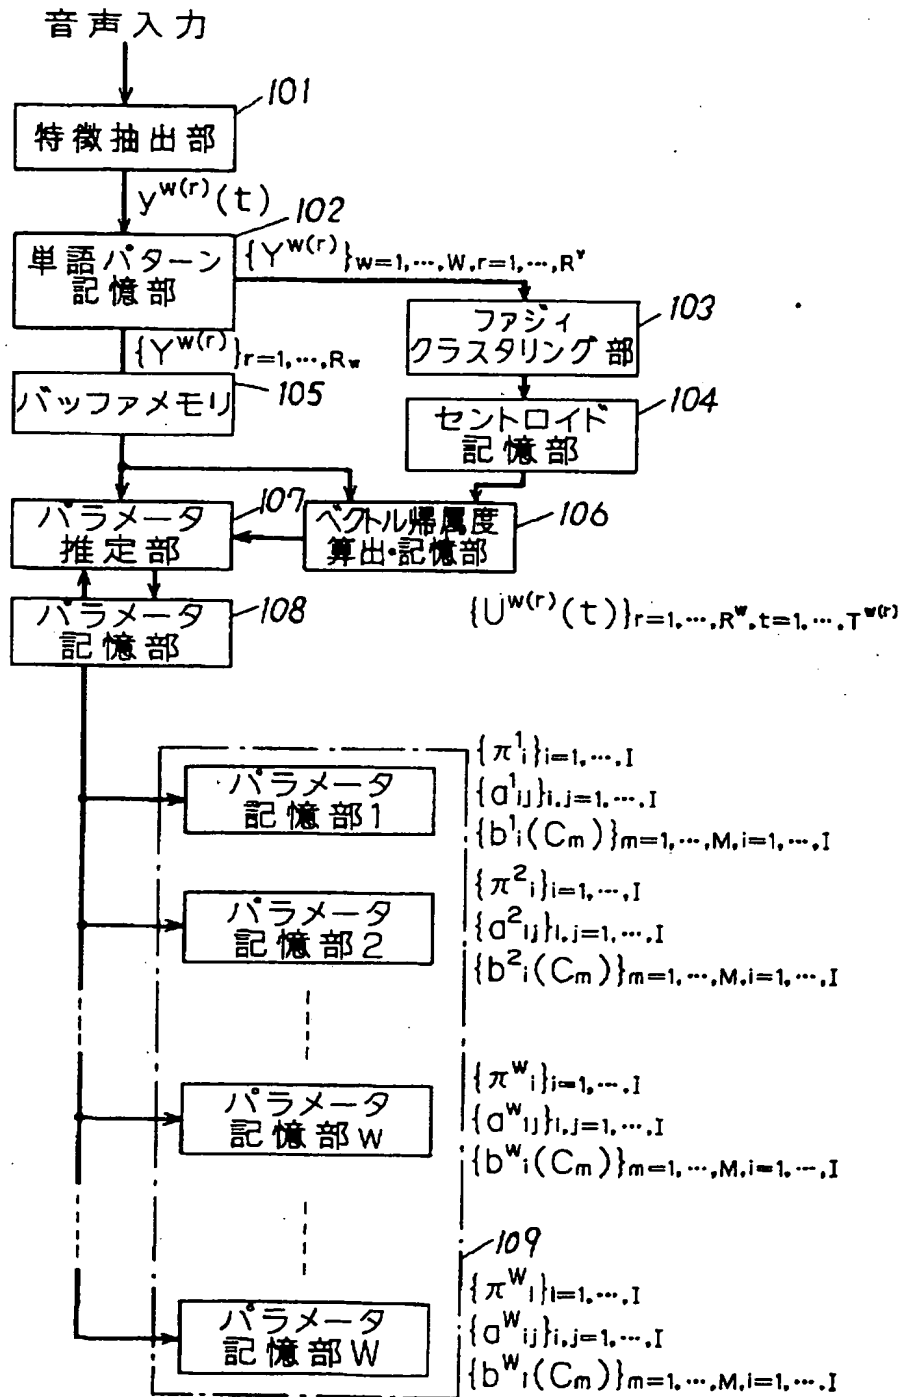 音声入力
101
特徴抽出部
y^{w(r)}(t)
102
単語パターン
記憶部
{Y^{w(r)}}_{w=1,…,W,r=1,…,R^w}
103
ファジィ
クラスタリング部
{Y^{w(r)}}_{r=1,…,R_w}
105
バッファメモリ
104
セントロイド
記憶部
107
パラメータ
推定部
106
ベクトル帰属度
算出・記憶部
108
パラメータ
記憶部
{U^{w(r)}(t)}_{r=1,…,R^w,t=1,…,T^{w(r)}}
パラメータ
記憶部1
{π^1_i}_{i=1,…,I}
{a^1_{ij}}_{i,j=1,…,I}
{b^1_i(C_m)}_{m=1,…,M,i=1,…,I}
パラメータ
記憶部2
{π^2_i}_{i=1,…,I}
{a^2_{ij}}_{i,j=1,…,I}
{b^2_i(C_m)}_{m=1,…,M,i=1,…,I}
パラメータ
記憶部w
{π^w_i}_{i=1,…,I}
{a^w_{ij}}_{i,j=1,…,I}
{b^w_i(C_m)}_{m=1,…,M,i=1,…,I}
109
パラメータ
記憶部W
{π^W_i}_{i=1,…,I}
{a^W_{ij}}_{i,j=1,…,I}
{b^W_i(C_m)}_{m=1,…,M,i=1,…,I}